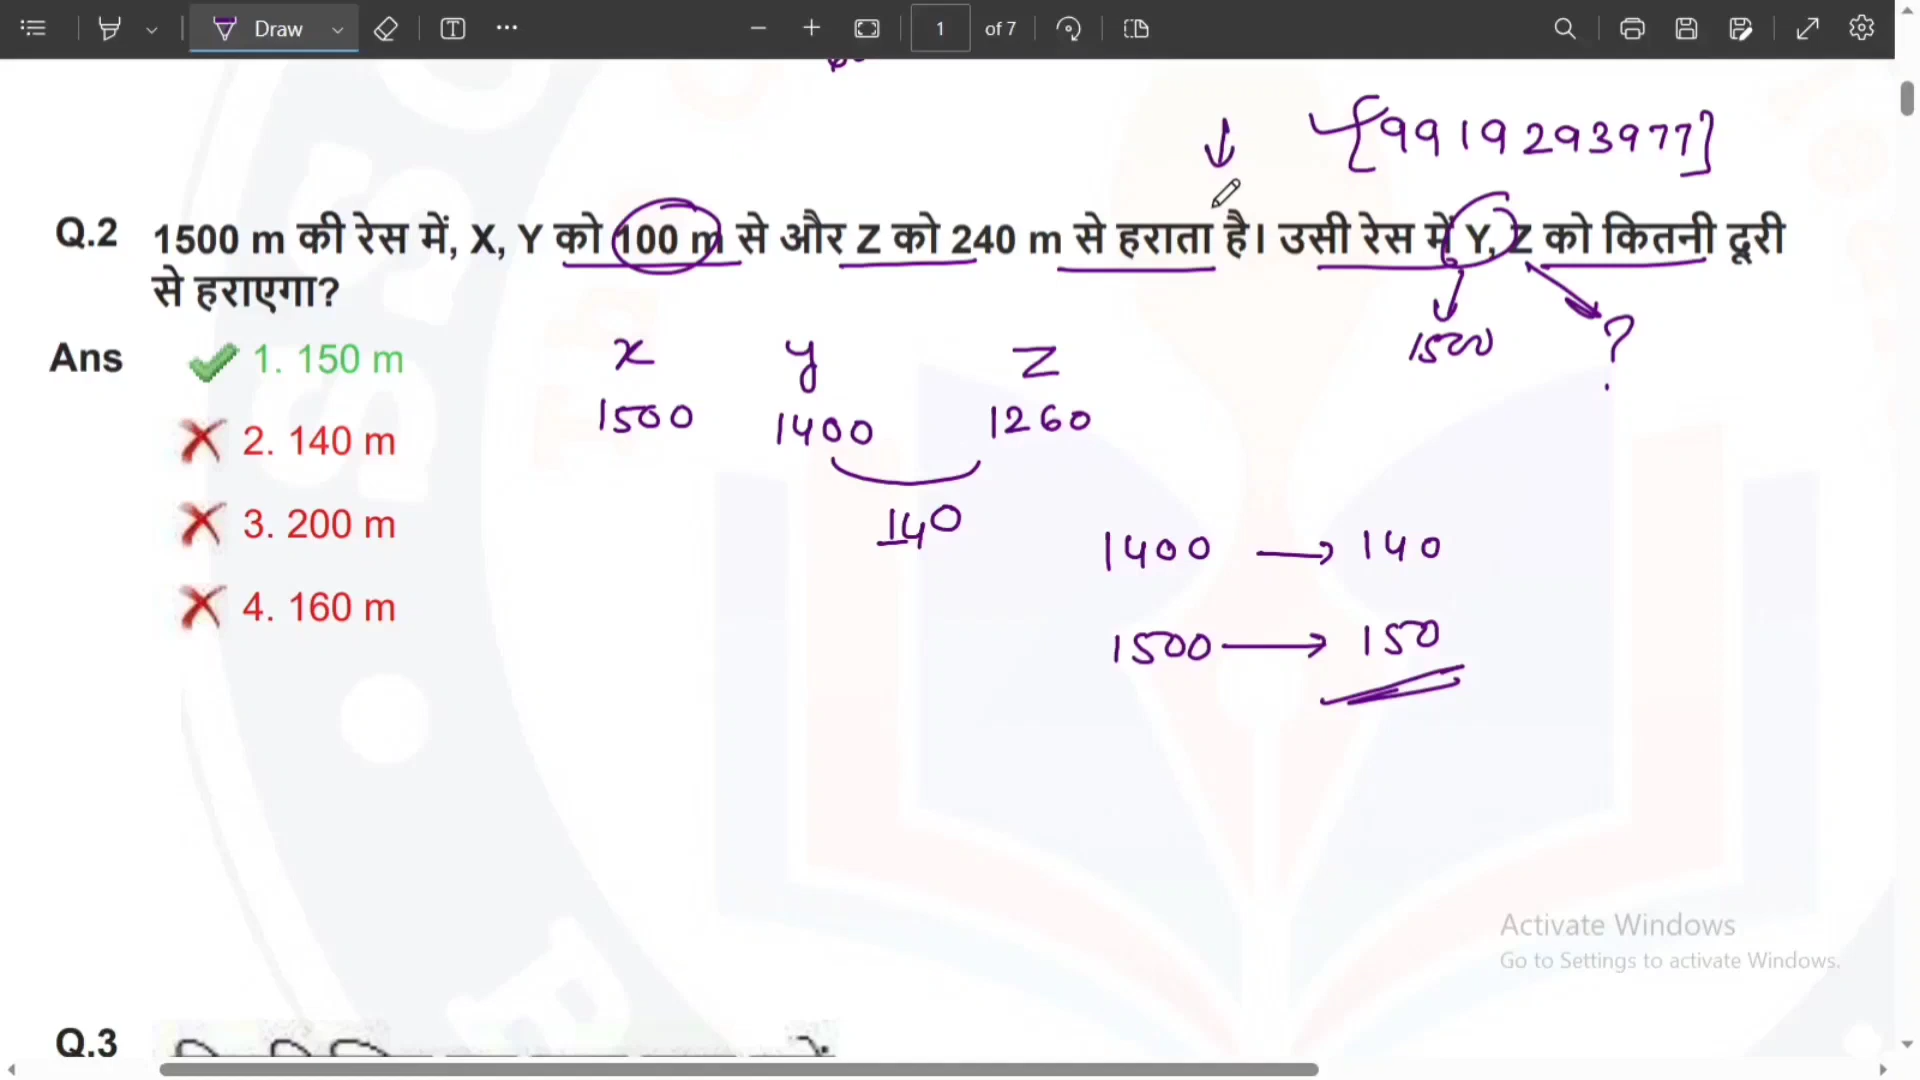 Draw
1 of 7
{9919293977]
Q.2 1500 m की रेस में, X, Y को 100 m से और Z को 240 m से हराता है। उसी रेस में Y, Z को कितनी दूरी
से हराएगा?
1500 ?
Ans
1. 150 m
2. 140 m
3. 200 m
4. 160 m
x y z
1500 1400 1260
140
1400 → 140
1500 → 150
Activate Windows
Go to Settings to activate Windows.
Q.3